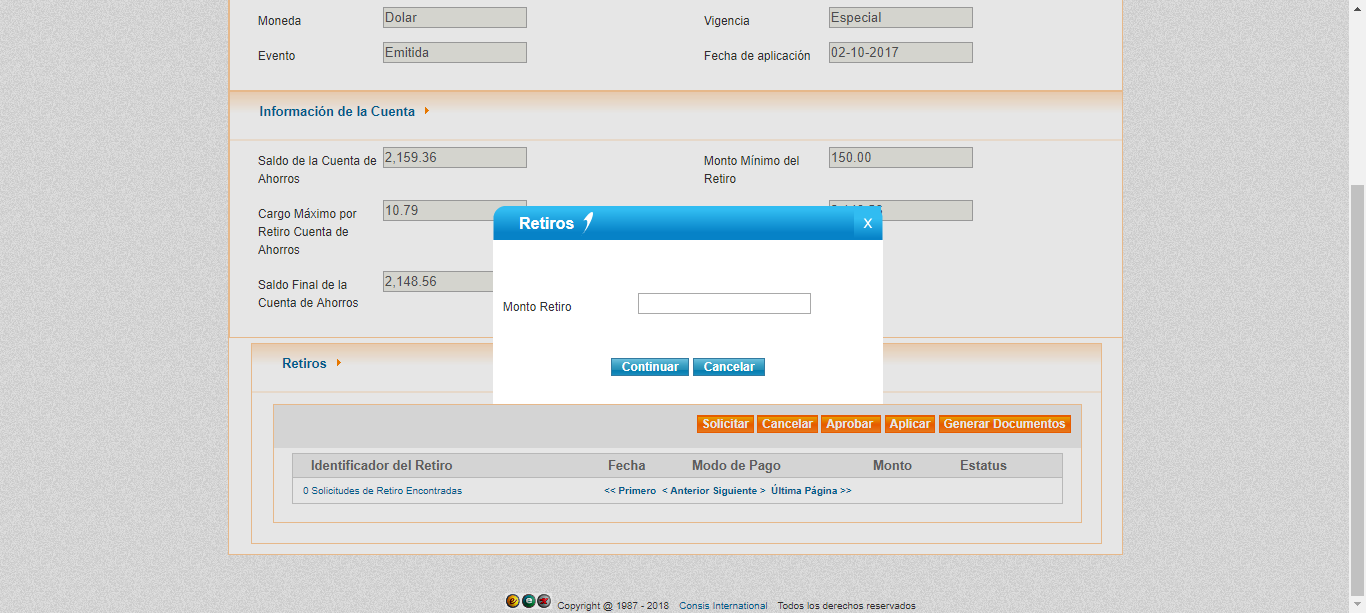 Moneda Dolar Vigencia Especial
Evento Emitida Fecha de aplicación 02-10-2017
Información de la Cuenta
Saldo de la Cuenta de Ahorros 2,159.36 Monto Mínimo del Retiro 150.00
Cargo Máximo por Retiro Cuenta de Ahorros 10.79
Saldo Final de la Cuenta de Ahorros 2,148.56
Retiros X
Monto Retiro
Continuar Cancelar
Retiros
Solicitar Cancelar Aprobar Aplicar Generar Documentos
Identificador del Retiro Fecha Modo de Pago Monto Estatus
0 Solicitudes de Retiro Encontradas << Primero < Anterior Siguiente > Última Página >>
Copyright @ 1987 - 2018 Consis International Todos los derechos reservados